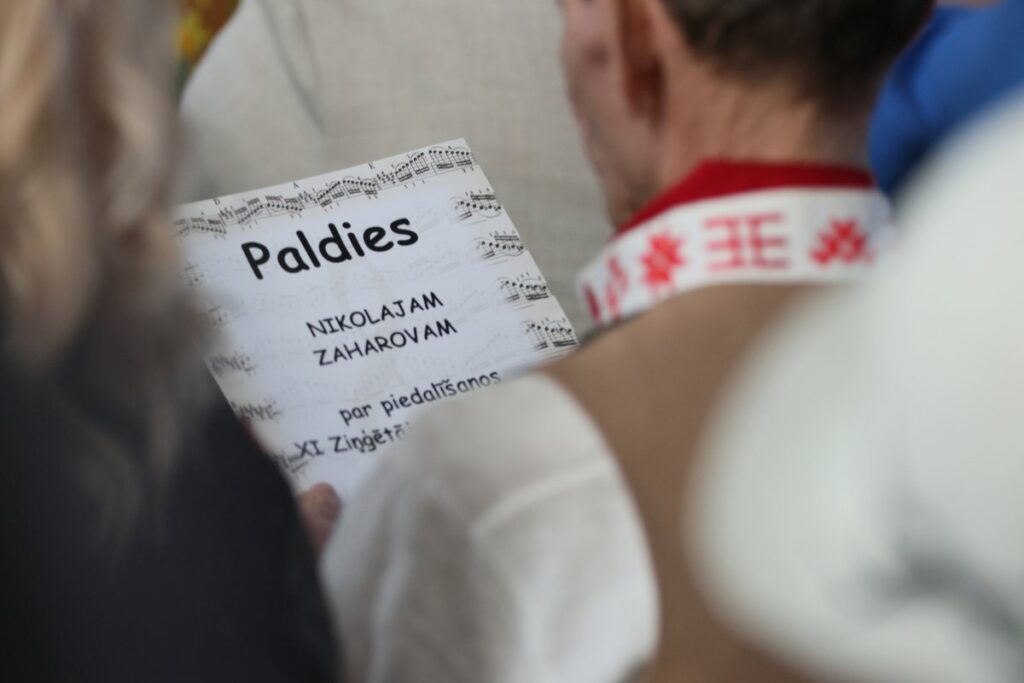 Paldies
NIKOLAJAM
ZAHAROVAM
par piedalīšanos
XI